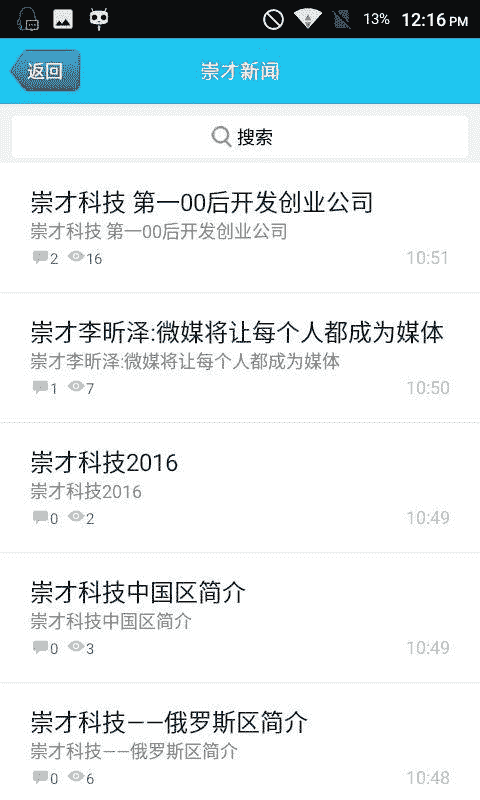 13% 12:16 PM
返回 崇才新闻
搜索
崇才科技 第一00后开发创业公司
崇才科技 第一00后开发创业公司
2 16 10:51
崇才李昕泽:微媒将让每个人都成为媒体
崇才李昕泽:微媒将让每个人都成为媒体
1 7 10:50
崇才科技2016
崇才科技2016
0 2 10:49
崇才科技中国区简介
崇才科技中国区简介
0 3 10:49
崇才科技——俄罗斯区简介
崇才科技——俄罗斯区简介
0 6 10:48